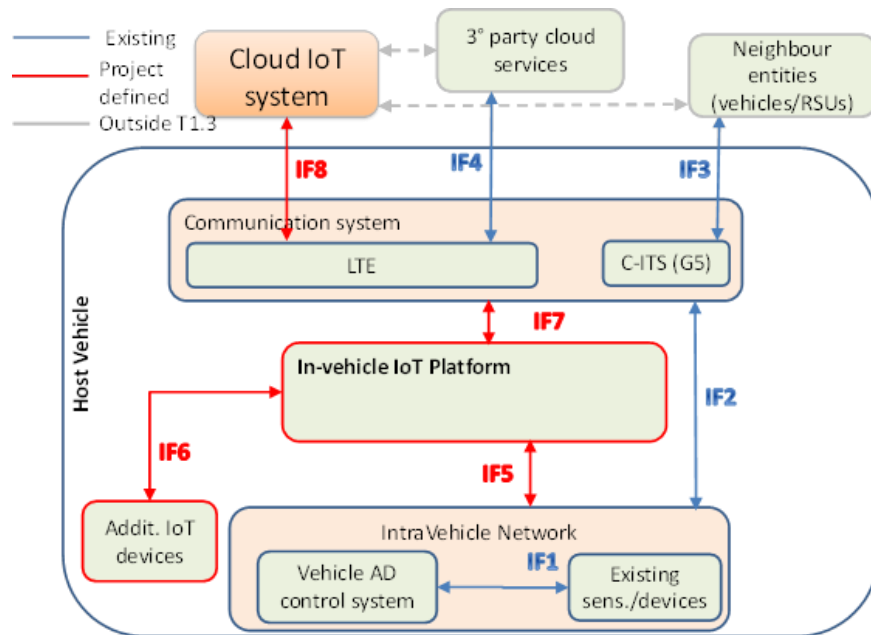 Existing
Project
defined
Outside T1.3
Cloud IoT
system
3° party cloud
services
Neighbour
entities
(vehicles/RSUs)
IF8
IF4
IF3
Communication system
LTE
C-ITS (G5)
IF7
Host Vehicle
In-vehicle IoT Platform
IF2
IF6
IF5
Addit. IoT
devices
IntraVehicle Network
Vehicle AD
control system
IF1
Existing
sens./devices